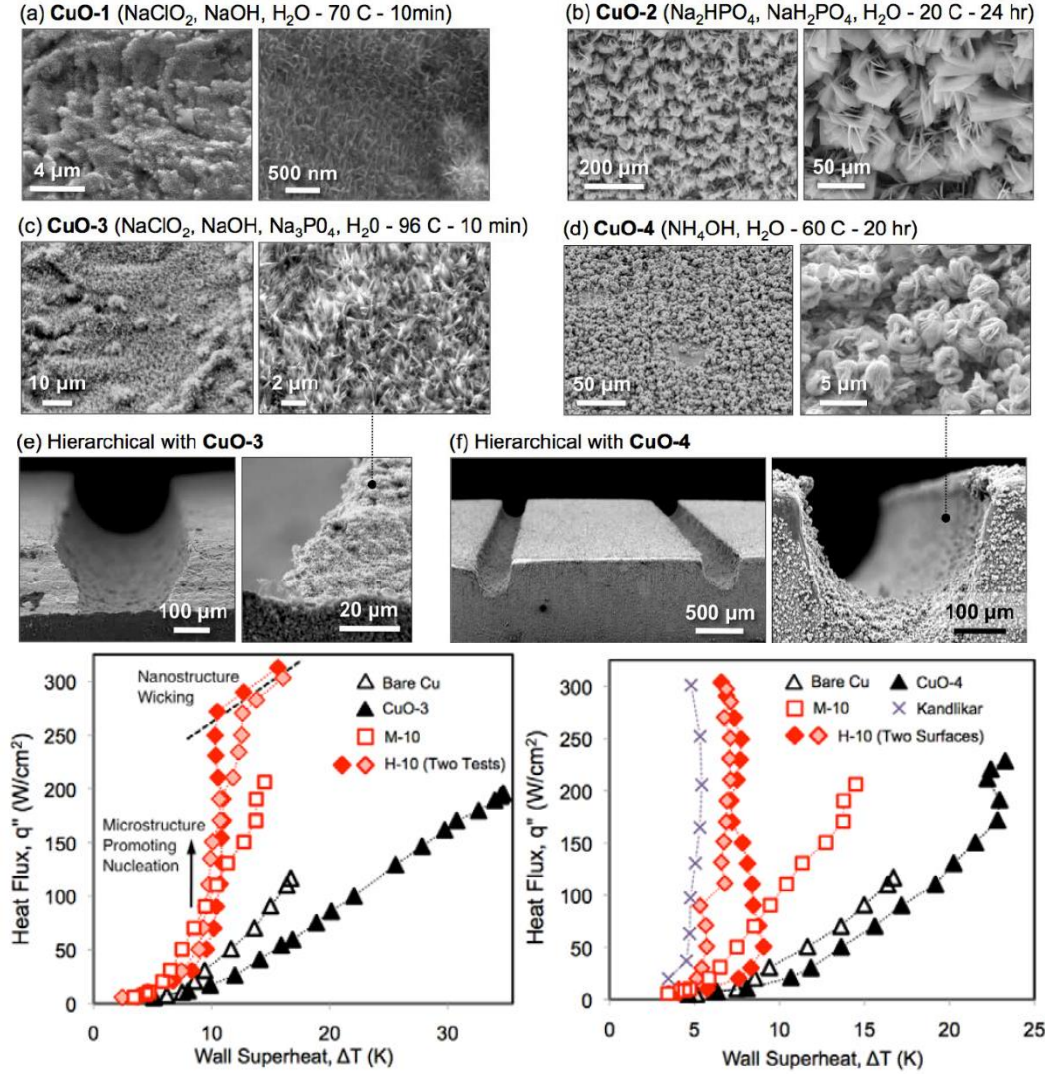 (a) CuO-1 (NaClO₂, NaOH, H₂O - 70 C - 10min)
4 µm
500 nm
(b) CuO-2 (Na₂HPO₄, NaH₂PO₄, H₂O - 20 C - 24 hr)
200 µm
50 µm
(c) CuO-3 (NaClO₂, NaOH, Na₃P0₄, H₂0 - 96 C - 10 min)
10 µm
2 µm
(d) CuO-4 (NH₄OH, H₂O - 60 C - 20 hr)
50 µm
5 µm
(e) Hierarchical with CuO-3
100 µm
20 µm
(f) Hierarchical with CuO-4
500 µm
100 µm
Heat Flux, q" (W/cm²)
300
250
200
150
100
50
0
Nanostructure
Wicking
Microstructure
Promoting
Nucleation
Bare Cu
CuO-3
M-10
H-10 (Two Tests)
0 10 20 30
Wall Superheat, ΔT (K)
Heat Flux, q" (W/cm²)
300
250
200
150
100
50
0
Bare Cu
CuO-4
M-10
Kandlikar
H-10 (Two Surfaces)
0 5 10 15 20 25
Wall Superheat, ΔT (K)